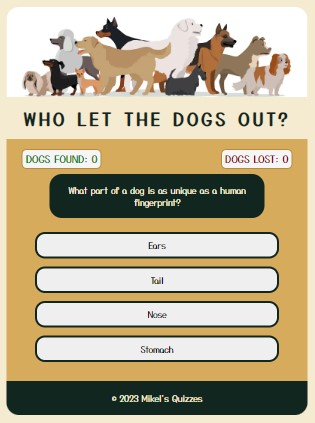 WHO LET THE DOGS OUT?
DOGS FOUND: 0 DOGS LOST: 0
What part of a dog is as unique as a human
fingerprint?
Ears
Tail
Nose
Stomach
© 2023 Mikel's Quizzes